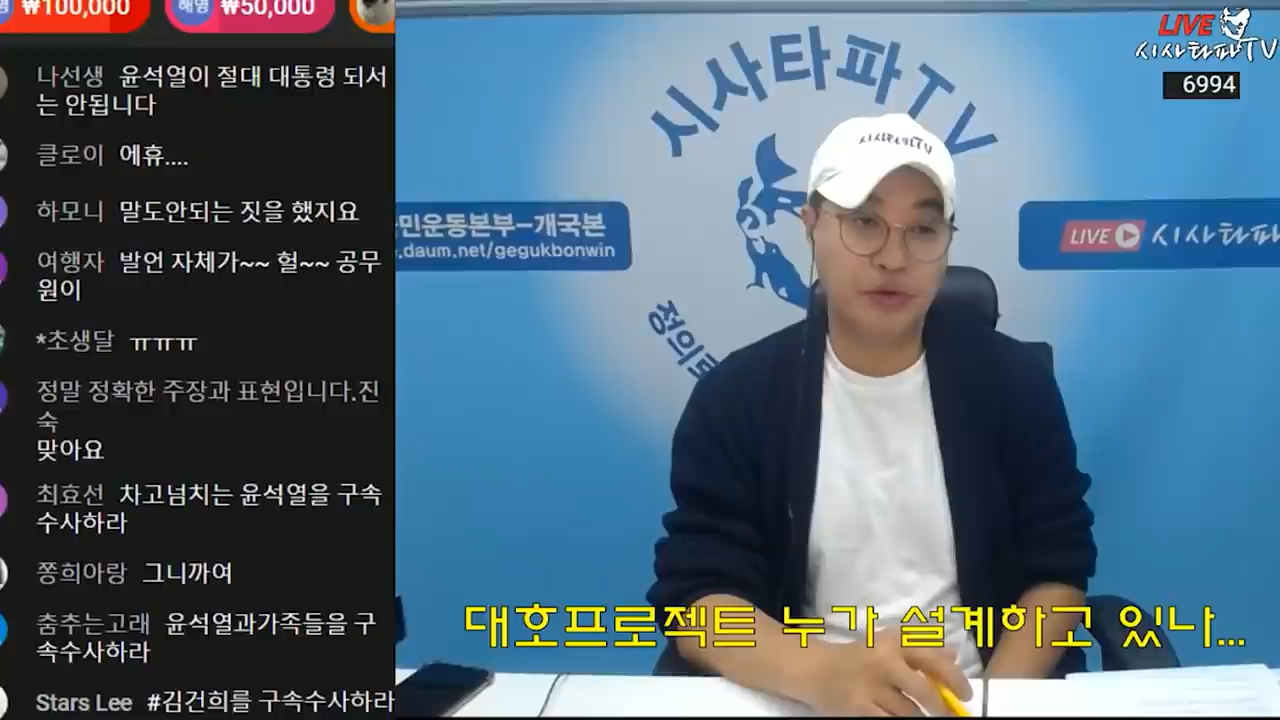 영 ₩100,000
해영 ₩50,000
나선생 윤석열이 절대 대통령 되서
는 안됩니다
클로이 에휴....
하모니 말도안되는 짓을 했지요
여행자 발언 자체가~~ 헐~~ 공무
원이
*초생달 ㅠㅠㅠ
정말 정확한 주장과 표현입니다.진
숙
맞아요
최효선 차고넘치는 윤석열을 구속
수사하라
쫑희아랑 그니까여
춤추는고래 윤석열과가족들을 구
속수사하라
Stars Lee #김건희를 구속수사하라
LIVE
시사타파TV
6994
시사타파TV
시사타파TV
민운동본부-개국본
.daum.net/gegukbonwin
LIVE 시사타파
정의로
대호프로젝트 누가 설계하고 있나...